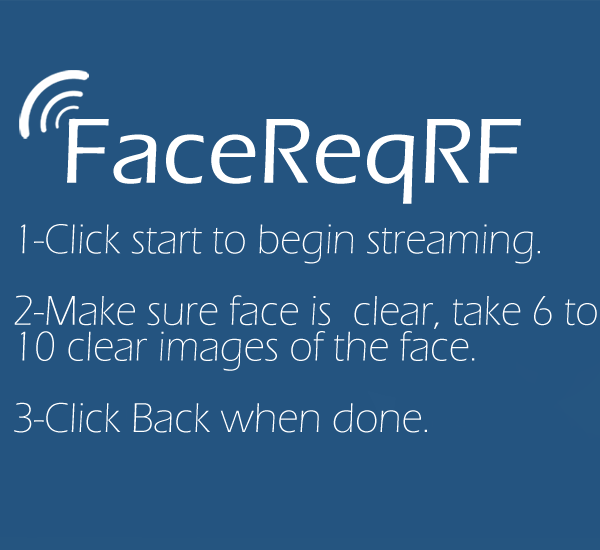 FaceReqRF
1-Click start to begin streaming.
2-Make sure face is  clear, take 6 to
10 clear images of the face.
3-Click Back when done.